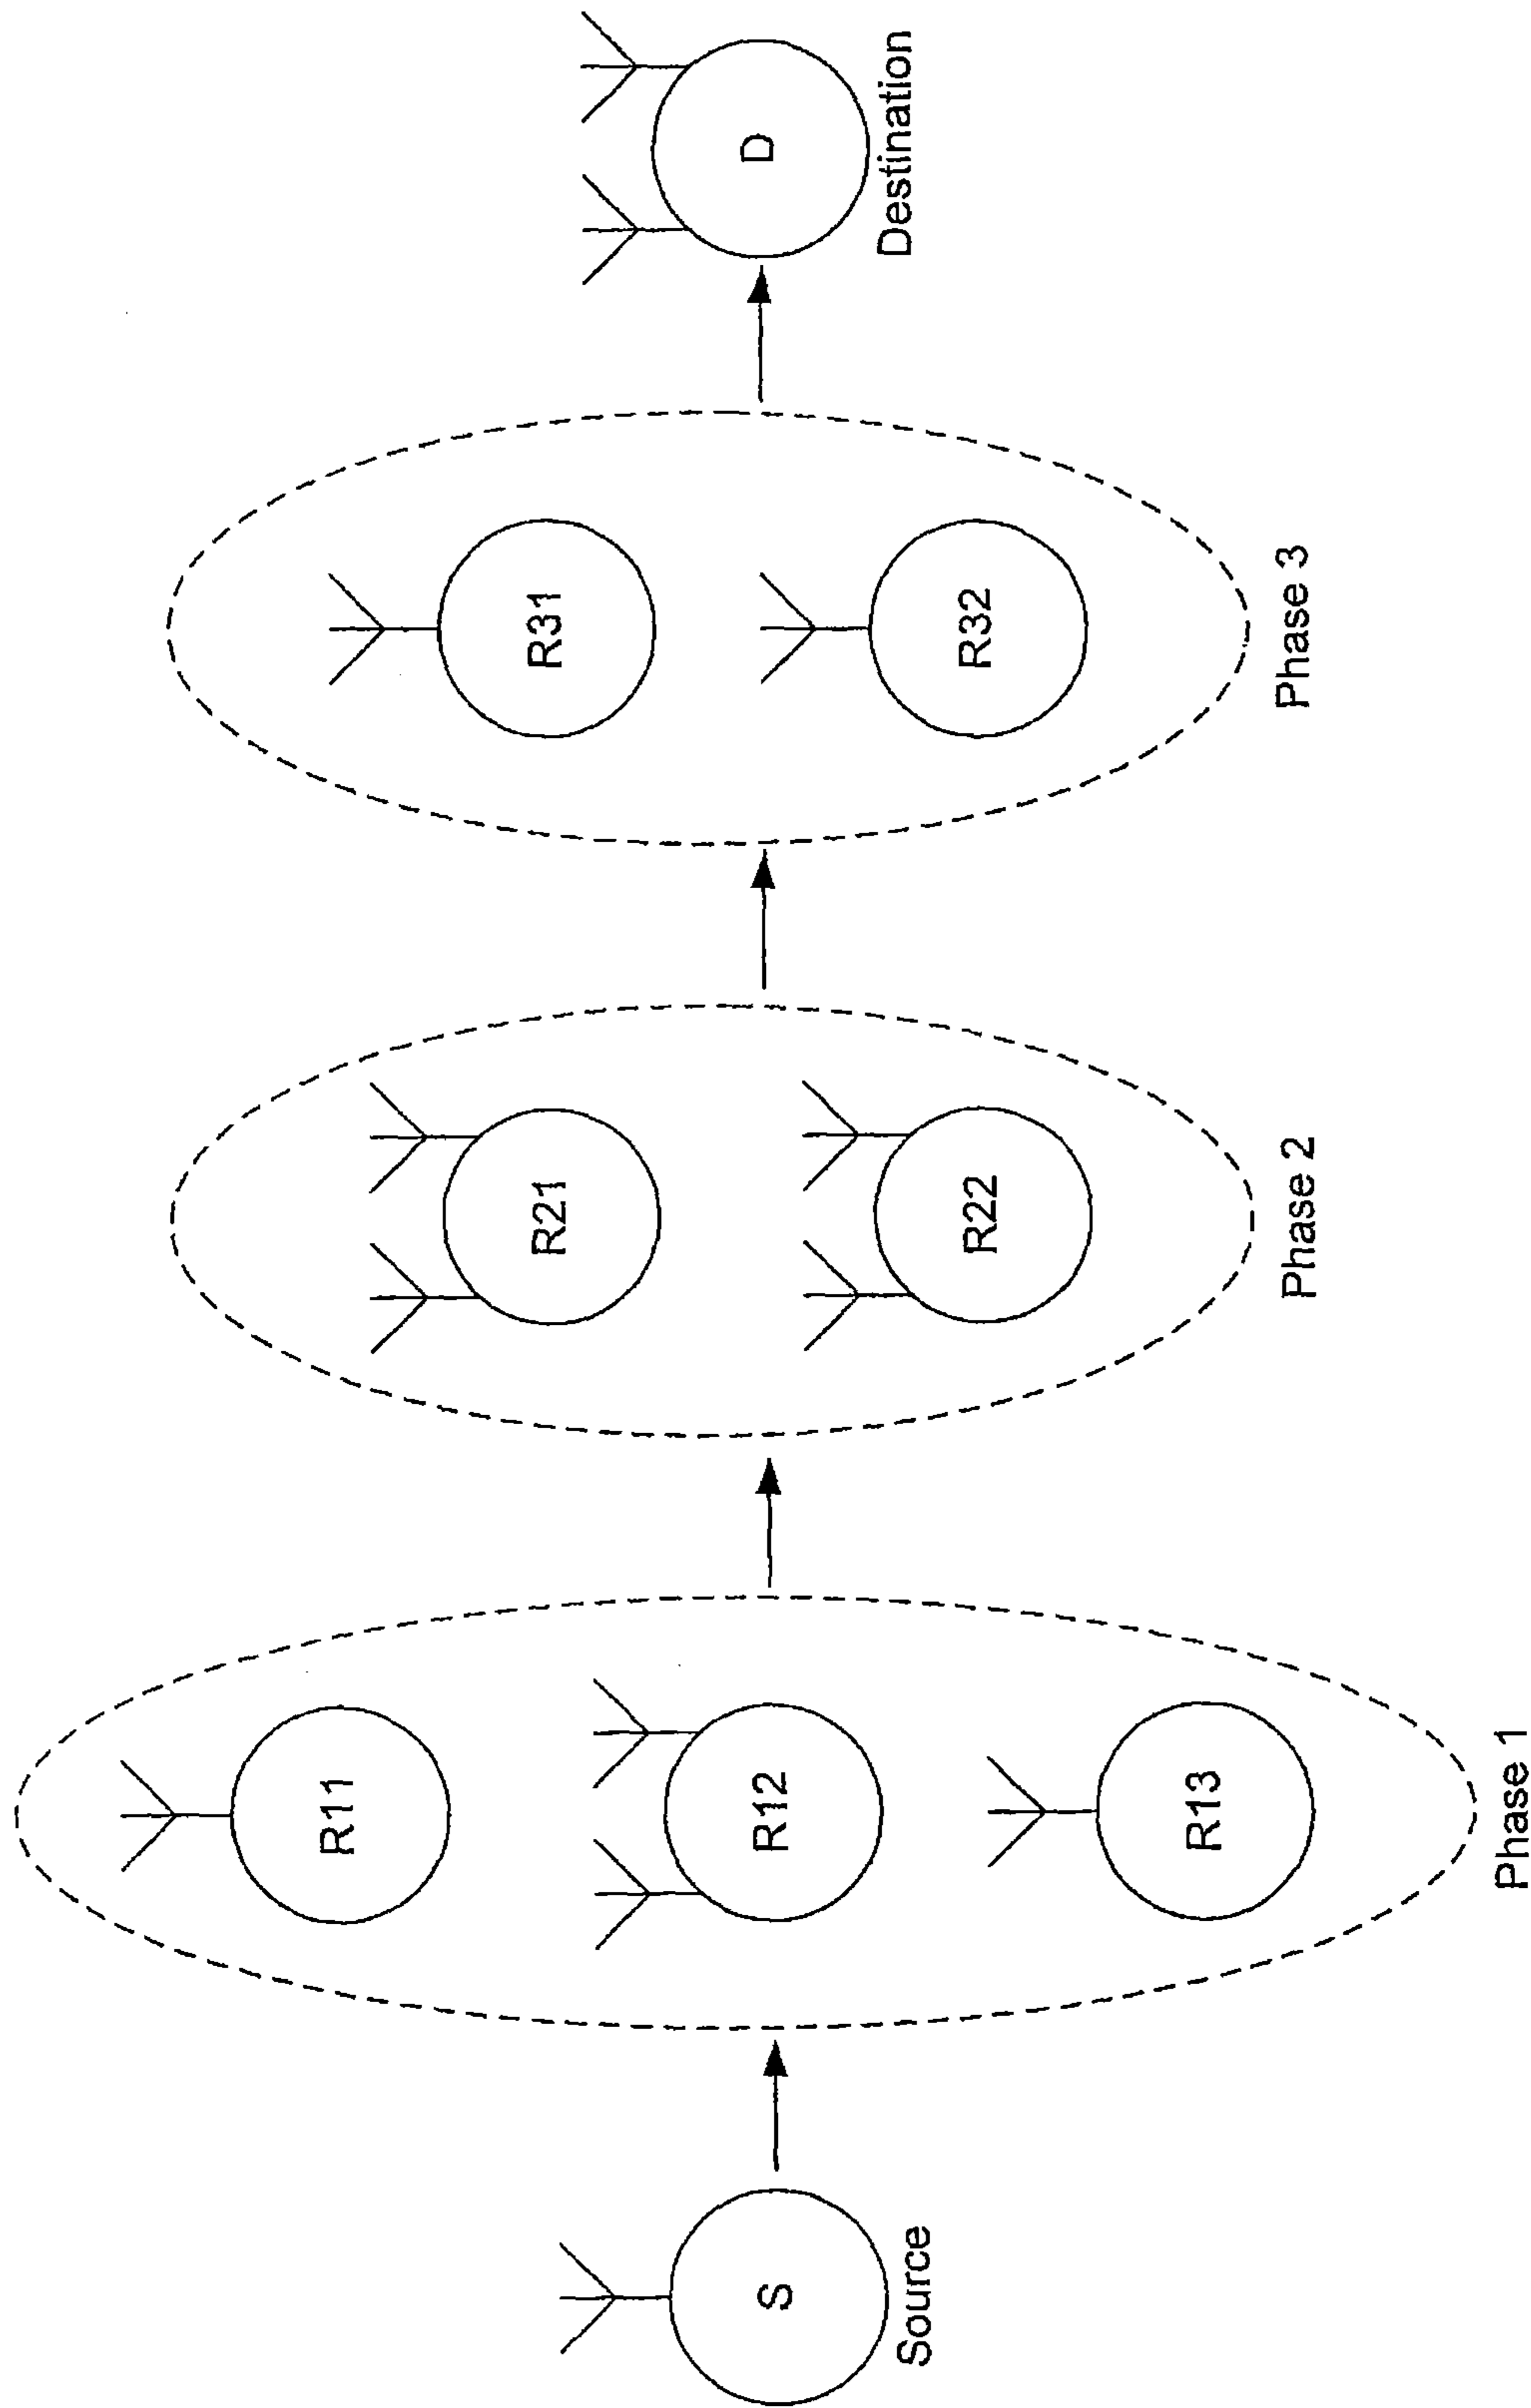 S
Source
R11
R12
R13
Phase 1
R21
R22
Phase 2
R31
R32
Phase 3
D
Destination